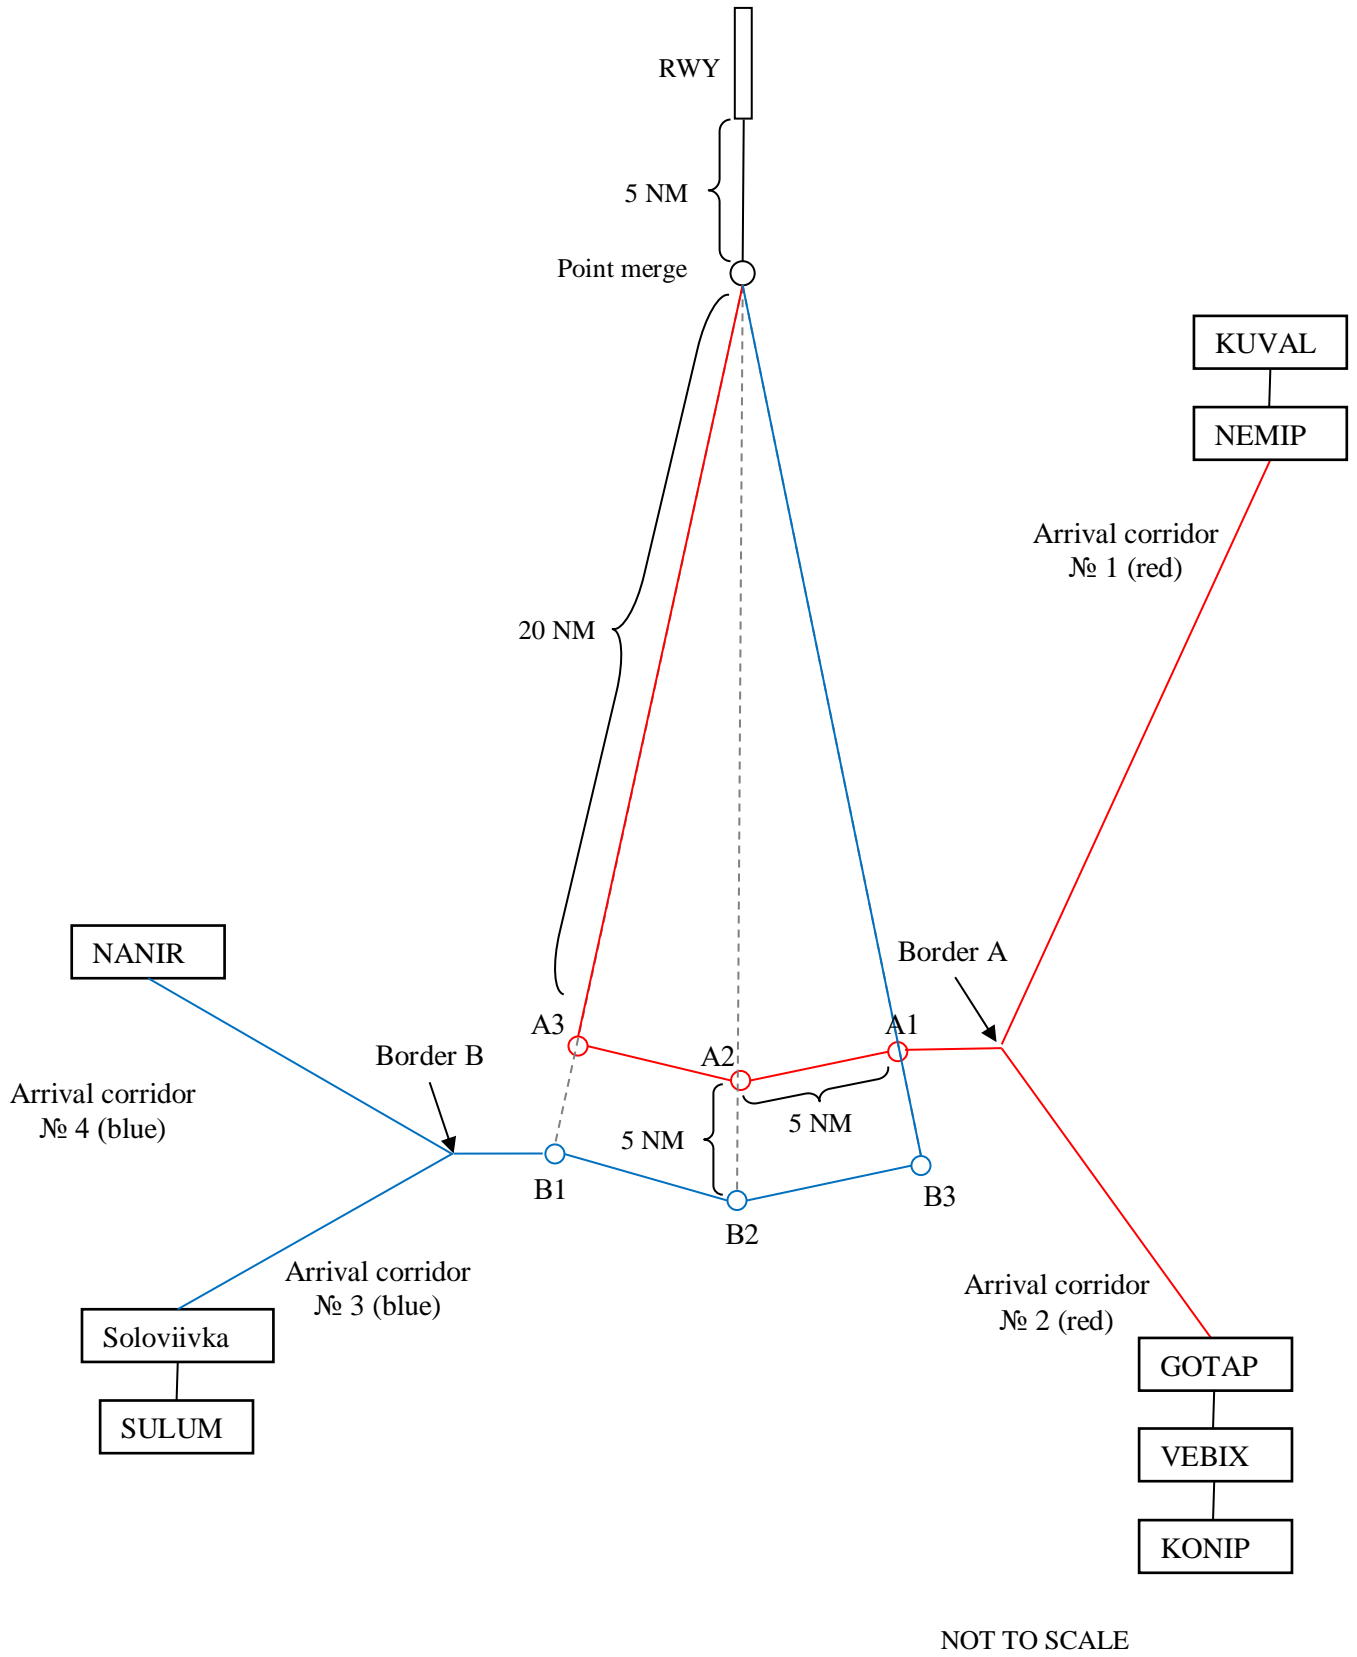 RWY
5 NM
Point merge
KUVAL
NEMIP
Arrival corridor
№ 1 (red)
20 NM
NANIR
Border A
A3
A1
Border B
A2
Arrival corridor
№ 4 (blue)
5 NM
5 NM
B1
B3
B2
Arrival corridor
№ 3 (blue)
Arrival corridor
№ 2 (red)
Soloviivka
GOTAP
SULUM
VEBIX
KONIP
NOT TO SCALE